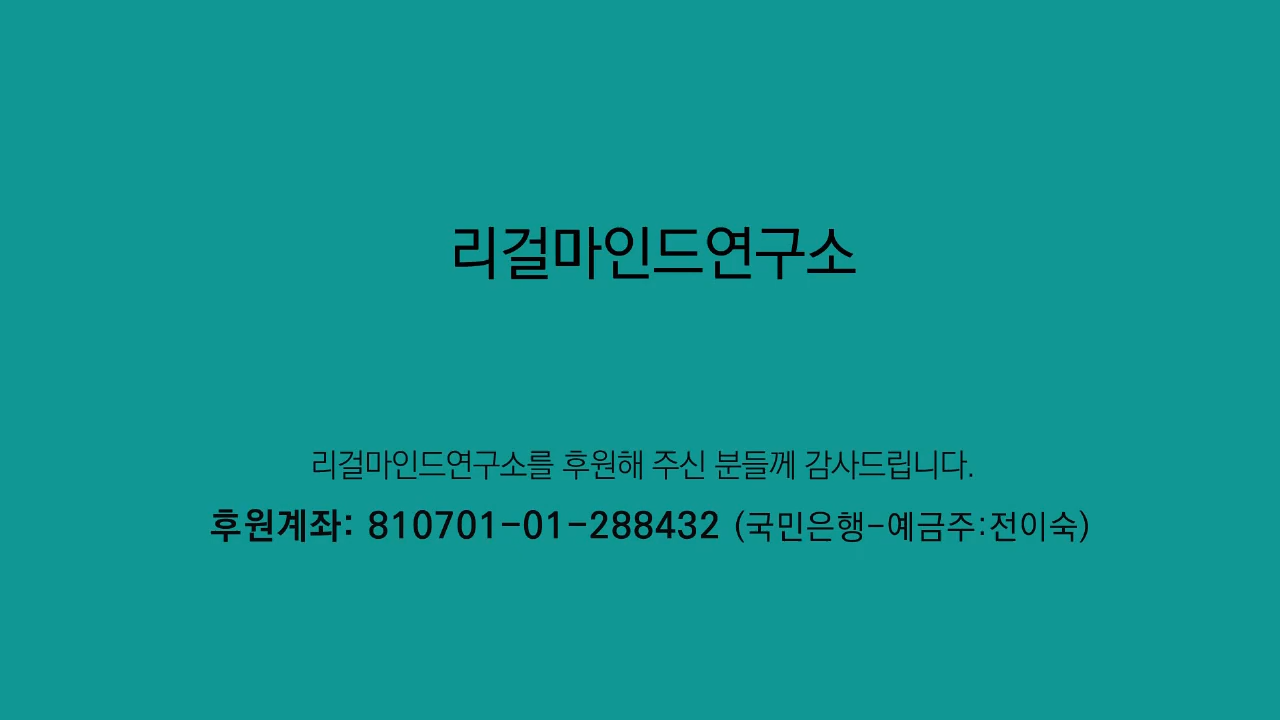 리걸마인드연구소
리걸마인드연구소를 후원해 주신 분들께 감사드립니다.
후원계좌: 810701-01-288432 (국민은행-예금주:전이숙)